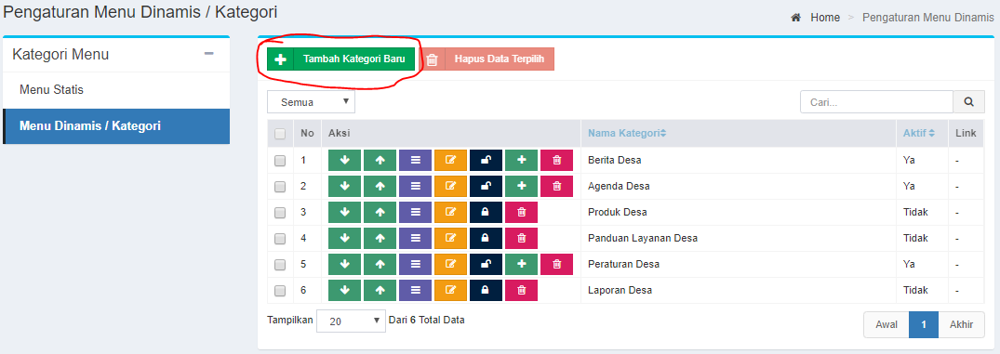 Pengaturan Menu Dinamis / Kategori
Home > Pengaturan Menu Dinamis
Kategori Menu
Menu Statis
Menu Dinamis / Kategori
Tambah Kategori Baru Hapus Data Terpilih
Semua Cari...
No Aksi Nama Kategori Aktif Link
1 Berita Desa Ya -
2 Agenda Desa Ya -
3 Produk Desa Tidak -
4 Panduan Layanan Desa Tidak -
5 Peraturan Desa Ya -
6 Laporan Desa Tidak -
Tampilkan 20 Dari 6 Total Data Awal 1 Akhir